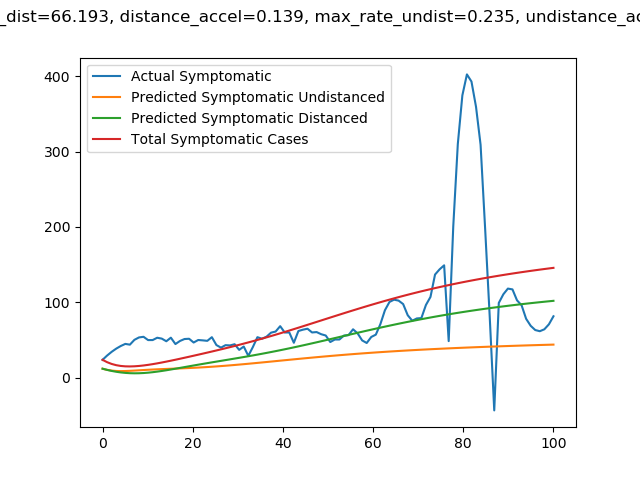 _dist=66.193, distance_accel=0.139, max_rate_undist=0.235, undistance_ac
Actual Symptomatic
Predicted Symptomatic Undistanced
Predicted Symptomatic Distanced
Total Symptomatic Cases
400
300
200
100
0
0 20 40 60 80 100